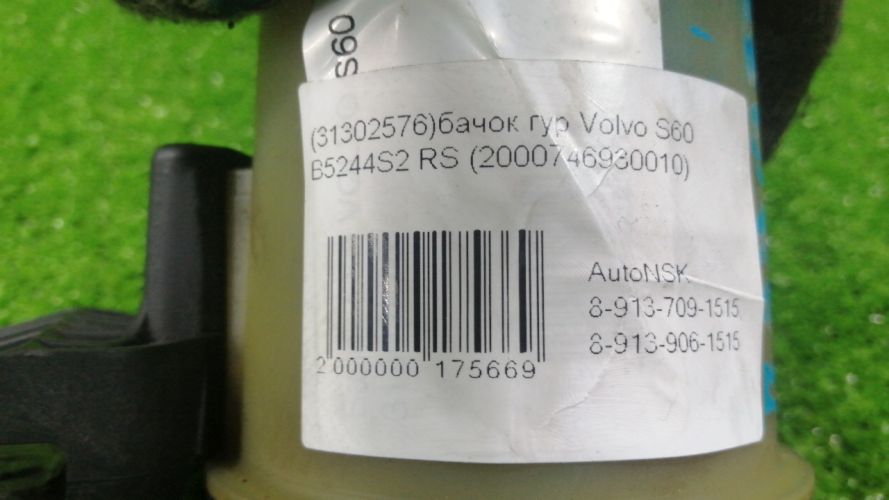 S60
(31302576)бачок гур Volvo S60
B5244S2 RS (2000746930010)
AutoNSK
8-913-709-1515
8-913-906-1515
2 000000 175669